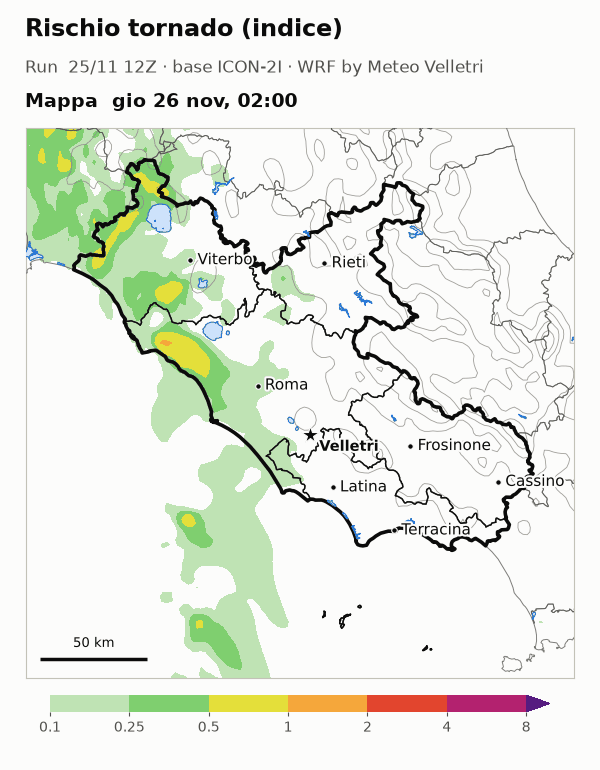 Rischio tornado (indice)
Run  25/11 12Z · base ICON-2I · WRF by Meteo Velletri
Mappa  gio 26 nov, 02:00
Viterbo
Rieti
Roma
Velletri
Frosinone
Cassino
Latina
Terracina
50 km
0.1 0.25 0.5 1 2 4 8